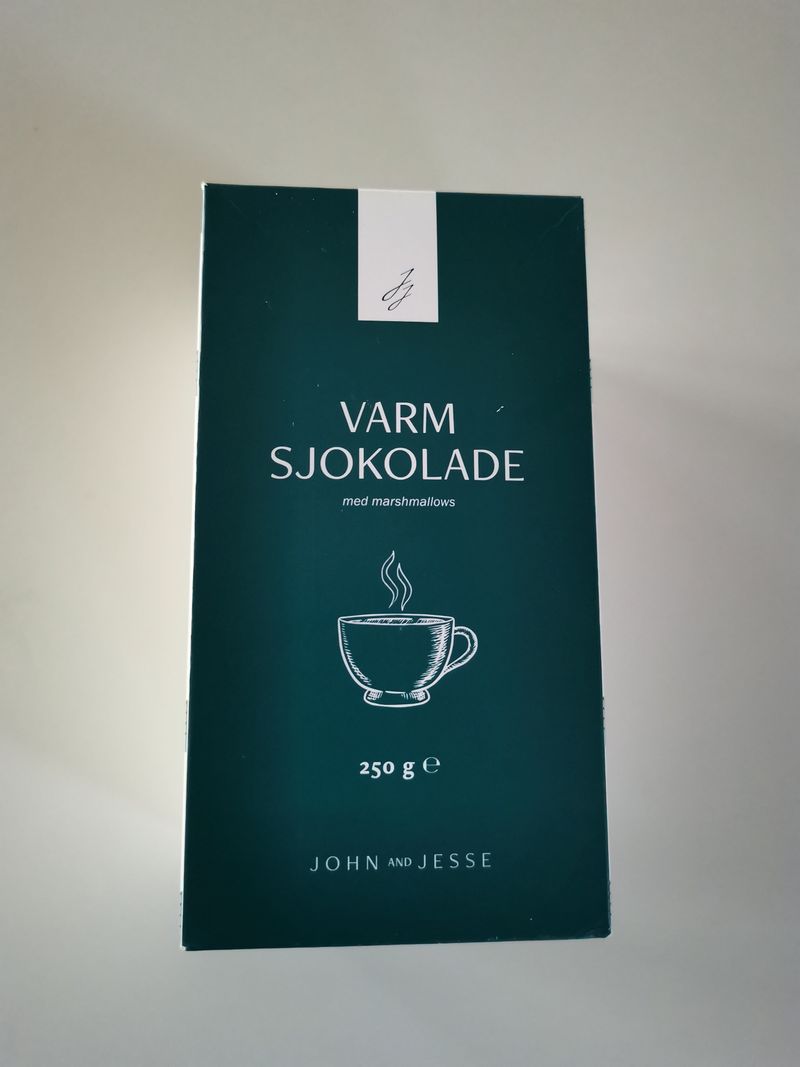 JJ
VARM
SJOKOLADE
med marshmallows
250 g ℮
JOHN AND JESSE